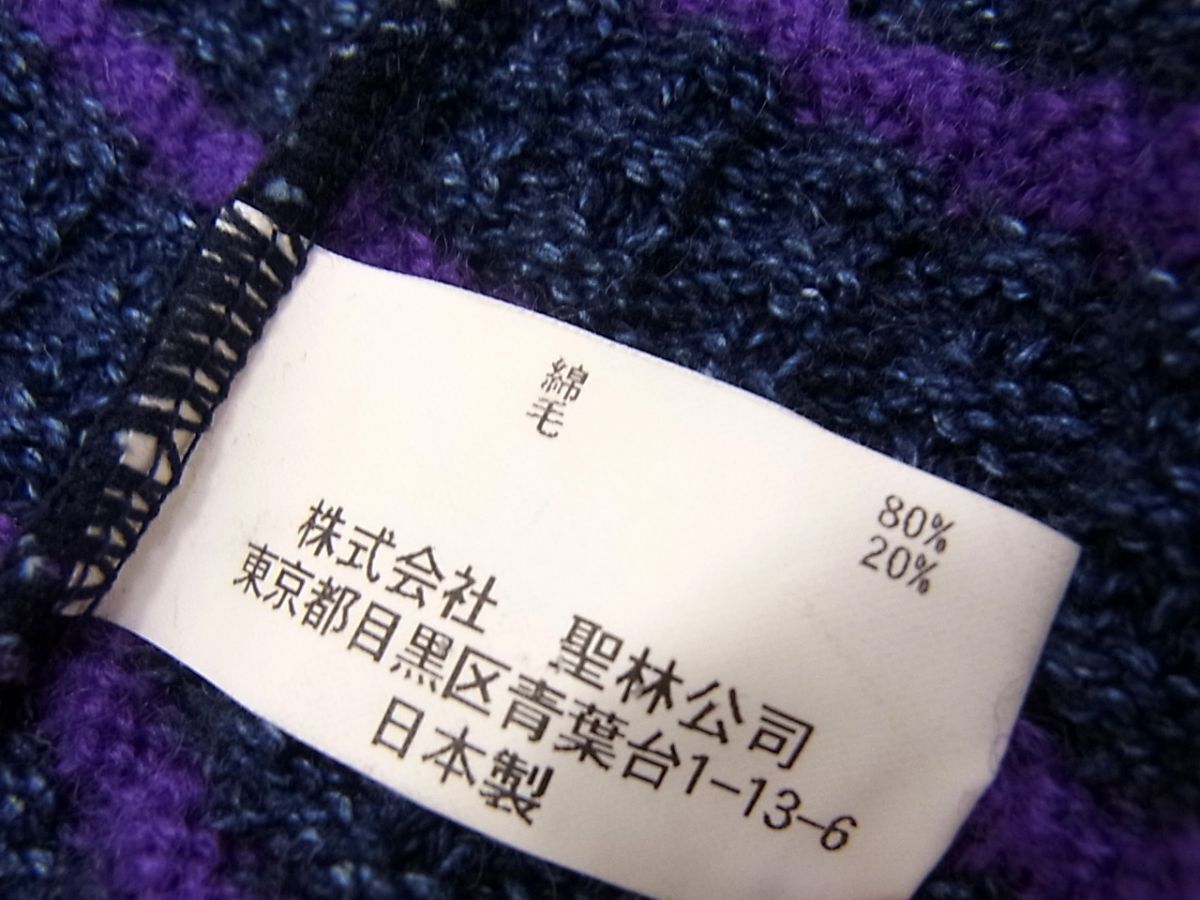 綿 80%
毛 20%
株式会社 聖林公司
東京都目黒区青葉台1-13-6
日本製